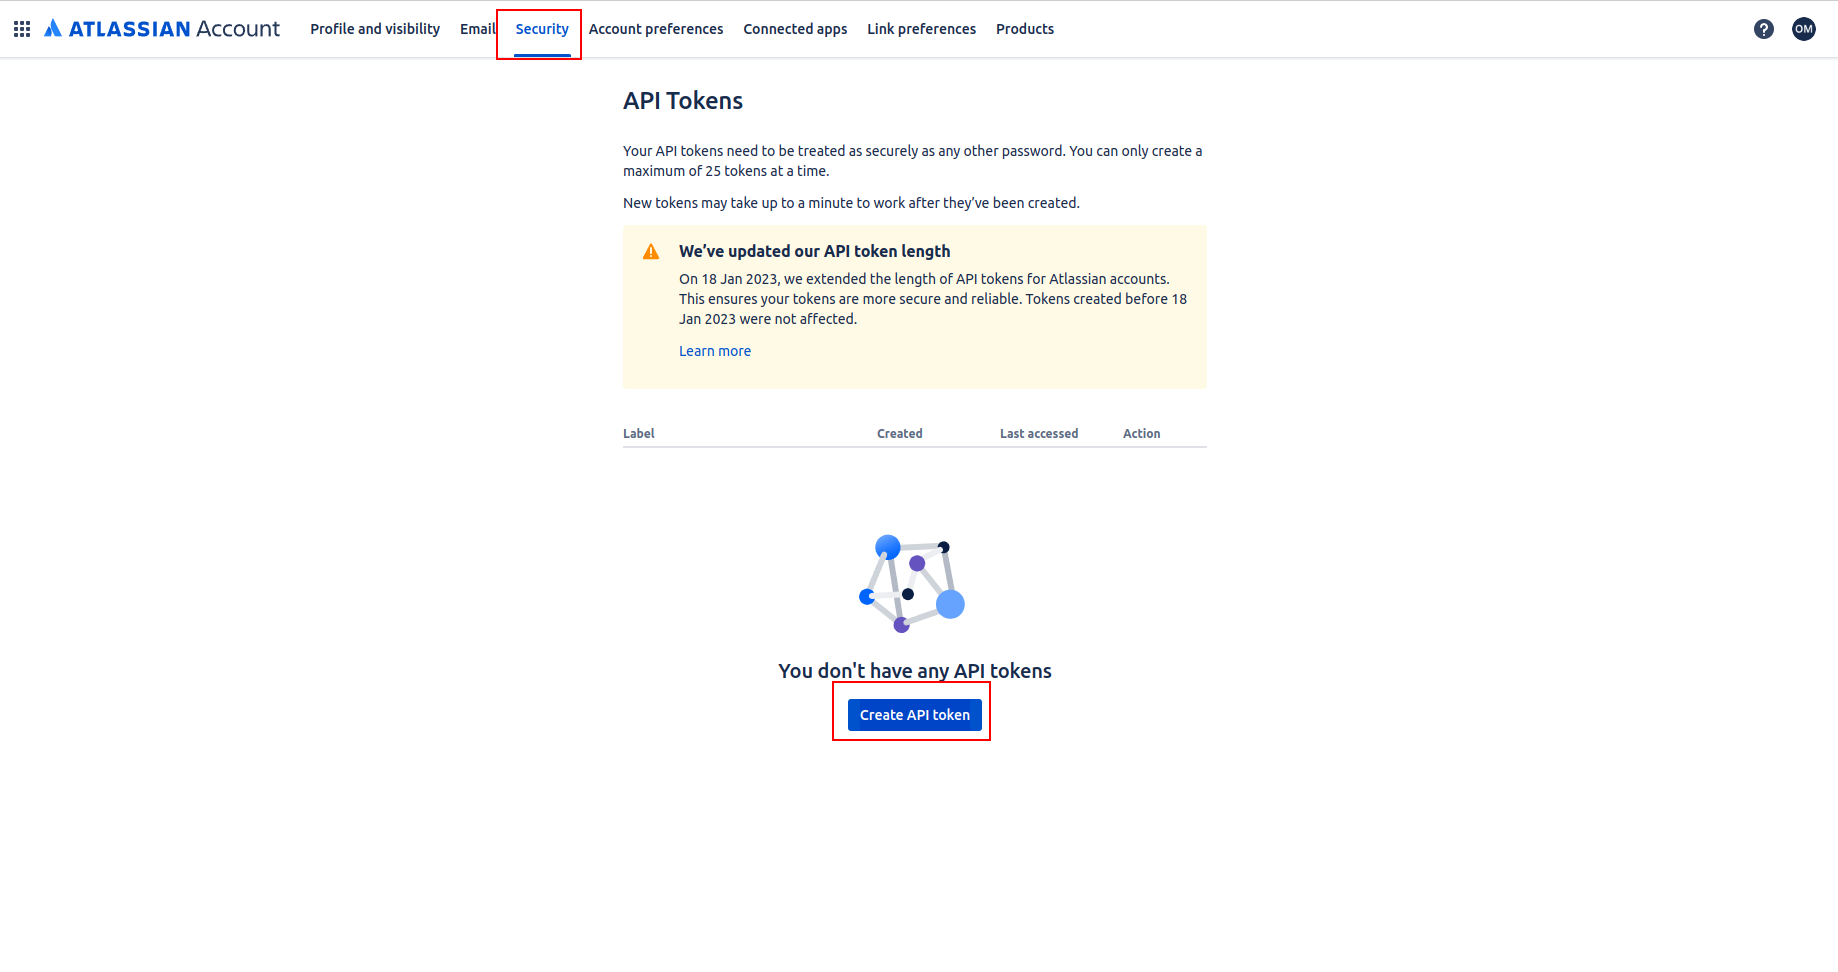 ATLASSIAN Account Profile and visibility Email Security Account preferences Connected apps Link preferences Products ? OM
API Tokens
Your API tokens need to be treated as securely as any other password. You can only create a
maximum of 25 tokens at a time.
New tokens may take up to a minute to work after they’ve been created.
We’ve updated our API token length
On 18 Jan 2023, we extended the length of API tokens for Atlassian accounts.
This ensures your tokens are more secure and reliable. Tokens created before 18
Jan 2023 were not affected.
Learn more
Label Created Last accessed Action
You don't have any API tokens
Create API token